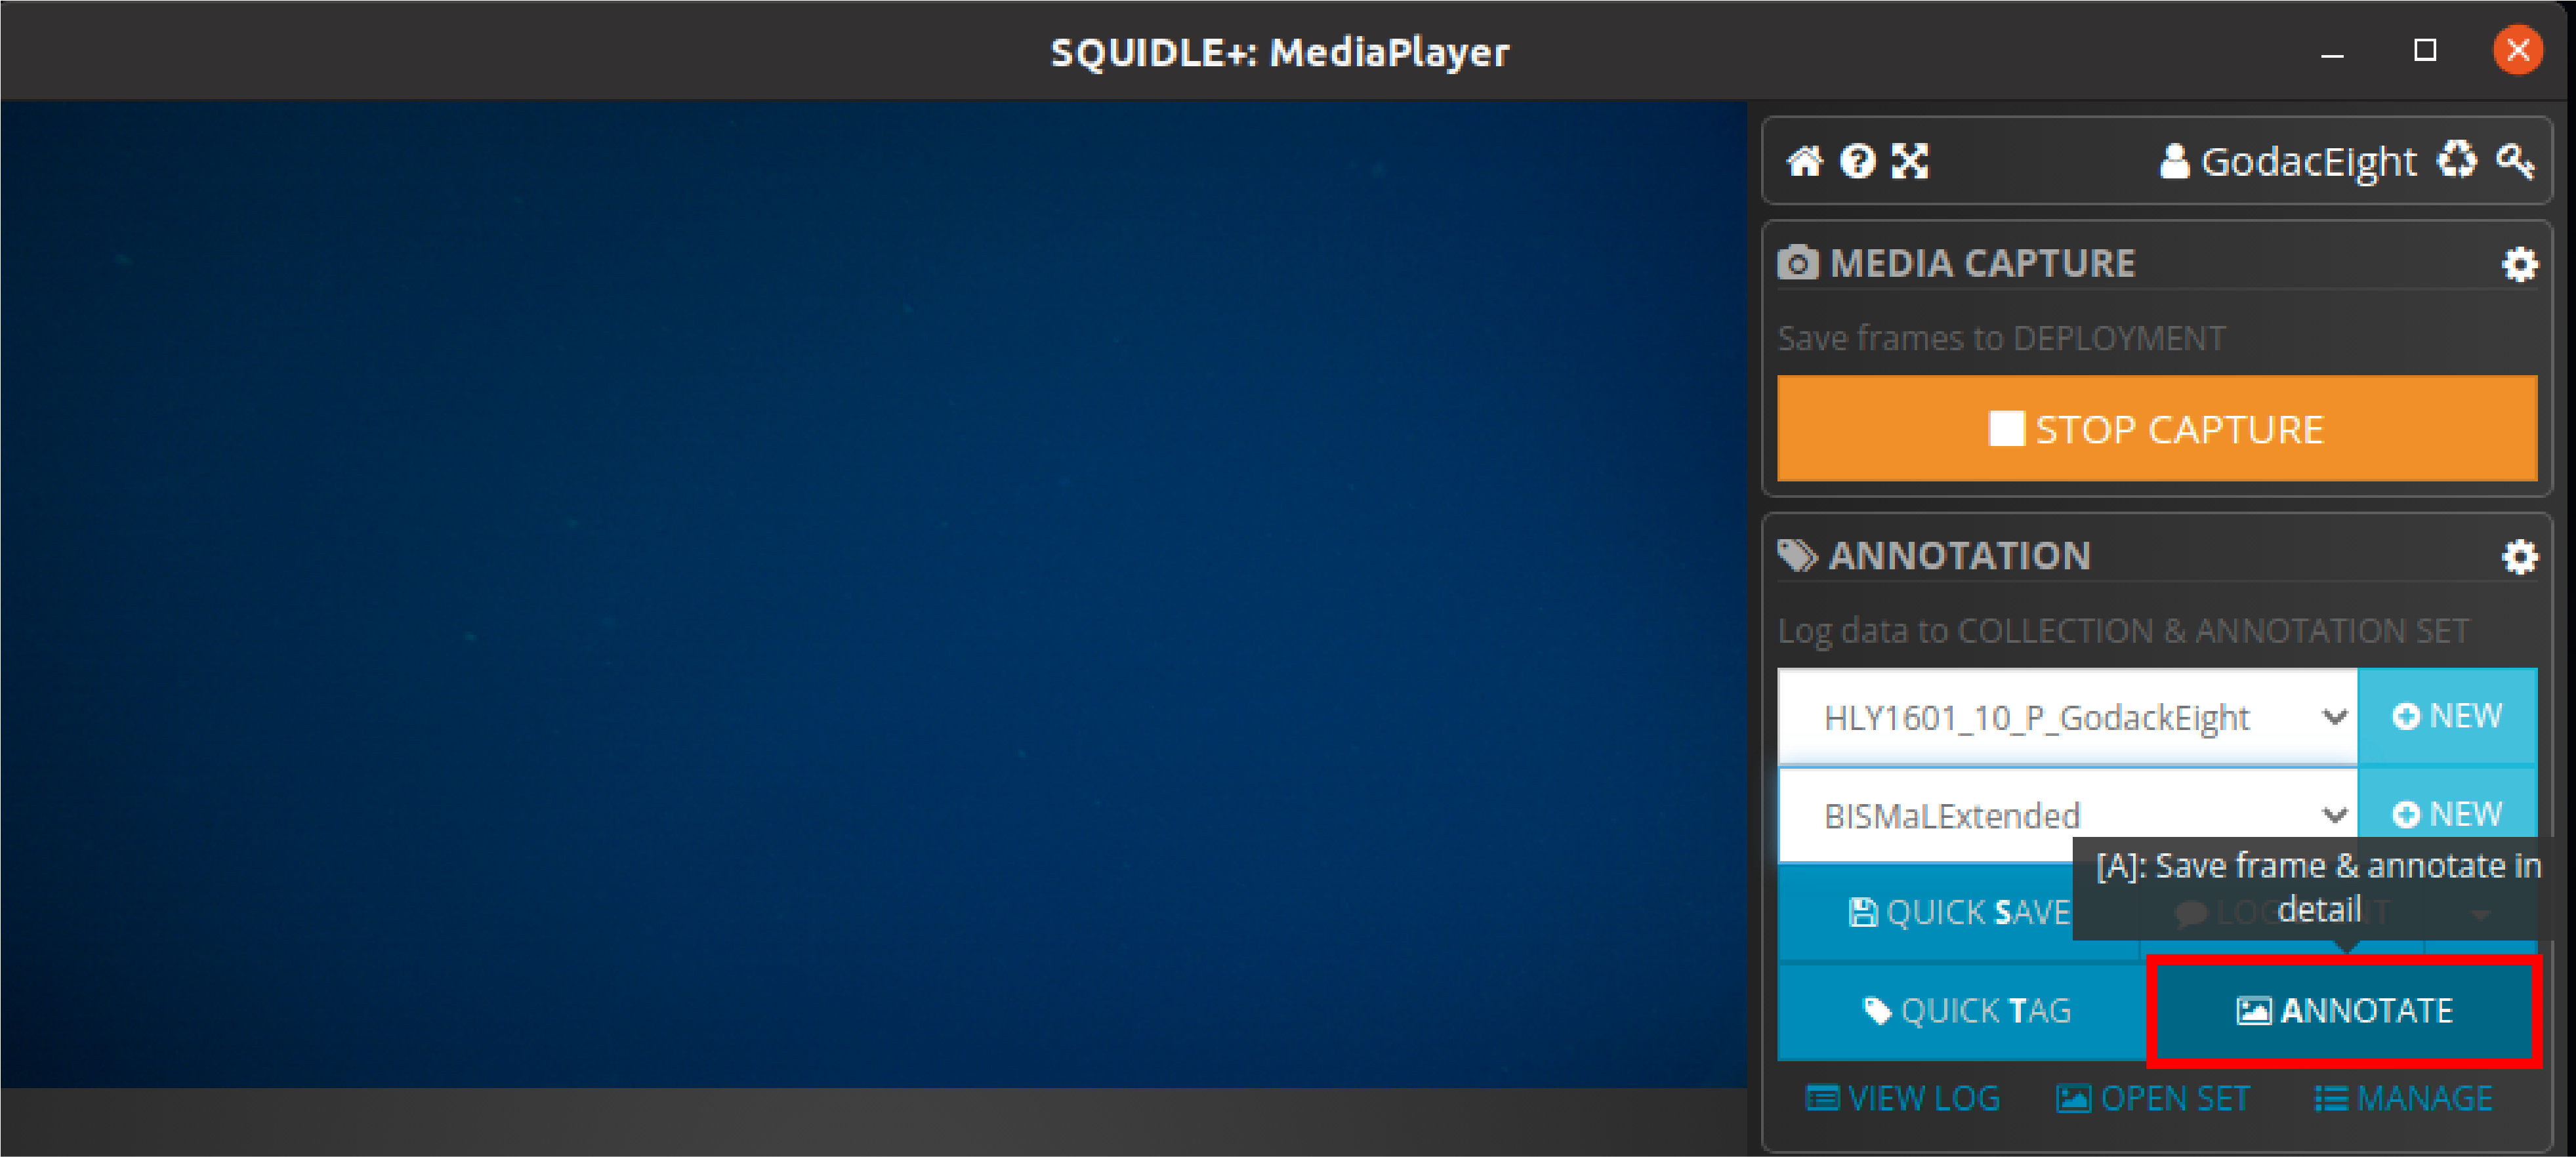 SQUIDLE+: MediaPlayer
GodacEight
MEDIA CAPTURE
Save frames to DEPLOYMENT
STOP CAPTURE
ANNOTATION
Log data to COLLECTION & ANNOTATION SET
HLY1601_10_P_GodackEight NEW
BISMaLExtended NEW
[A]: Save frame & annotate in
detail
QUICK SAVE
QUICK TAG ANNOTATE
VIEW LOG OPEN SET MANAGE